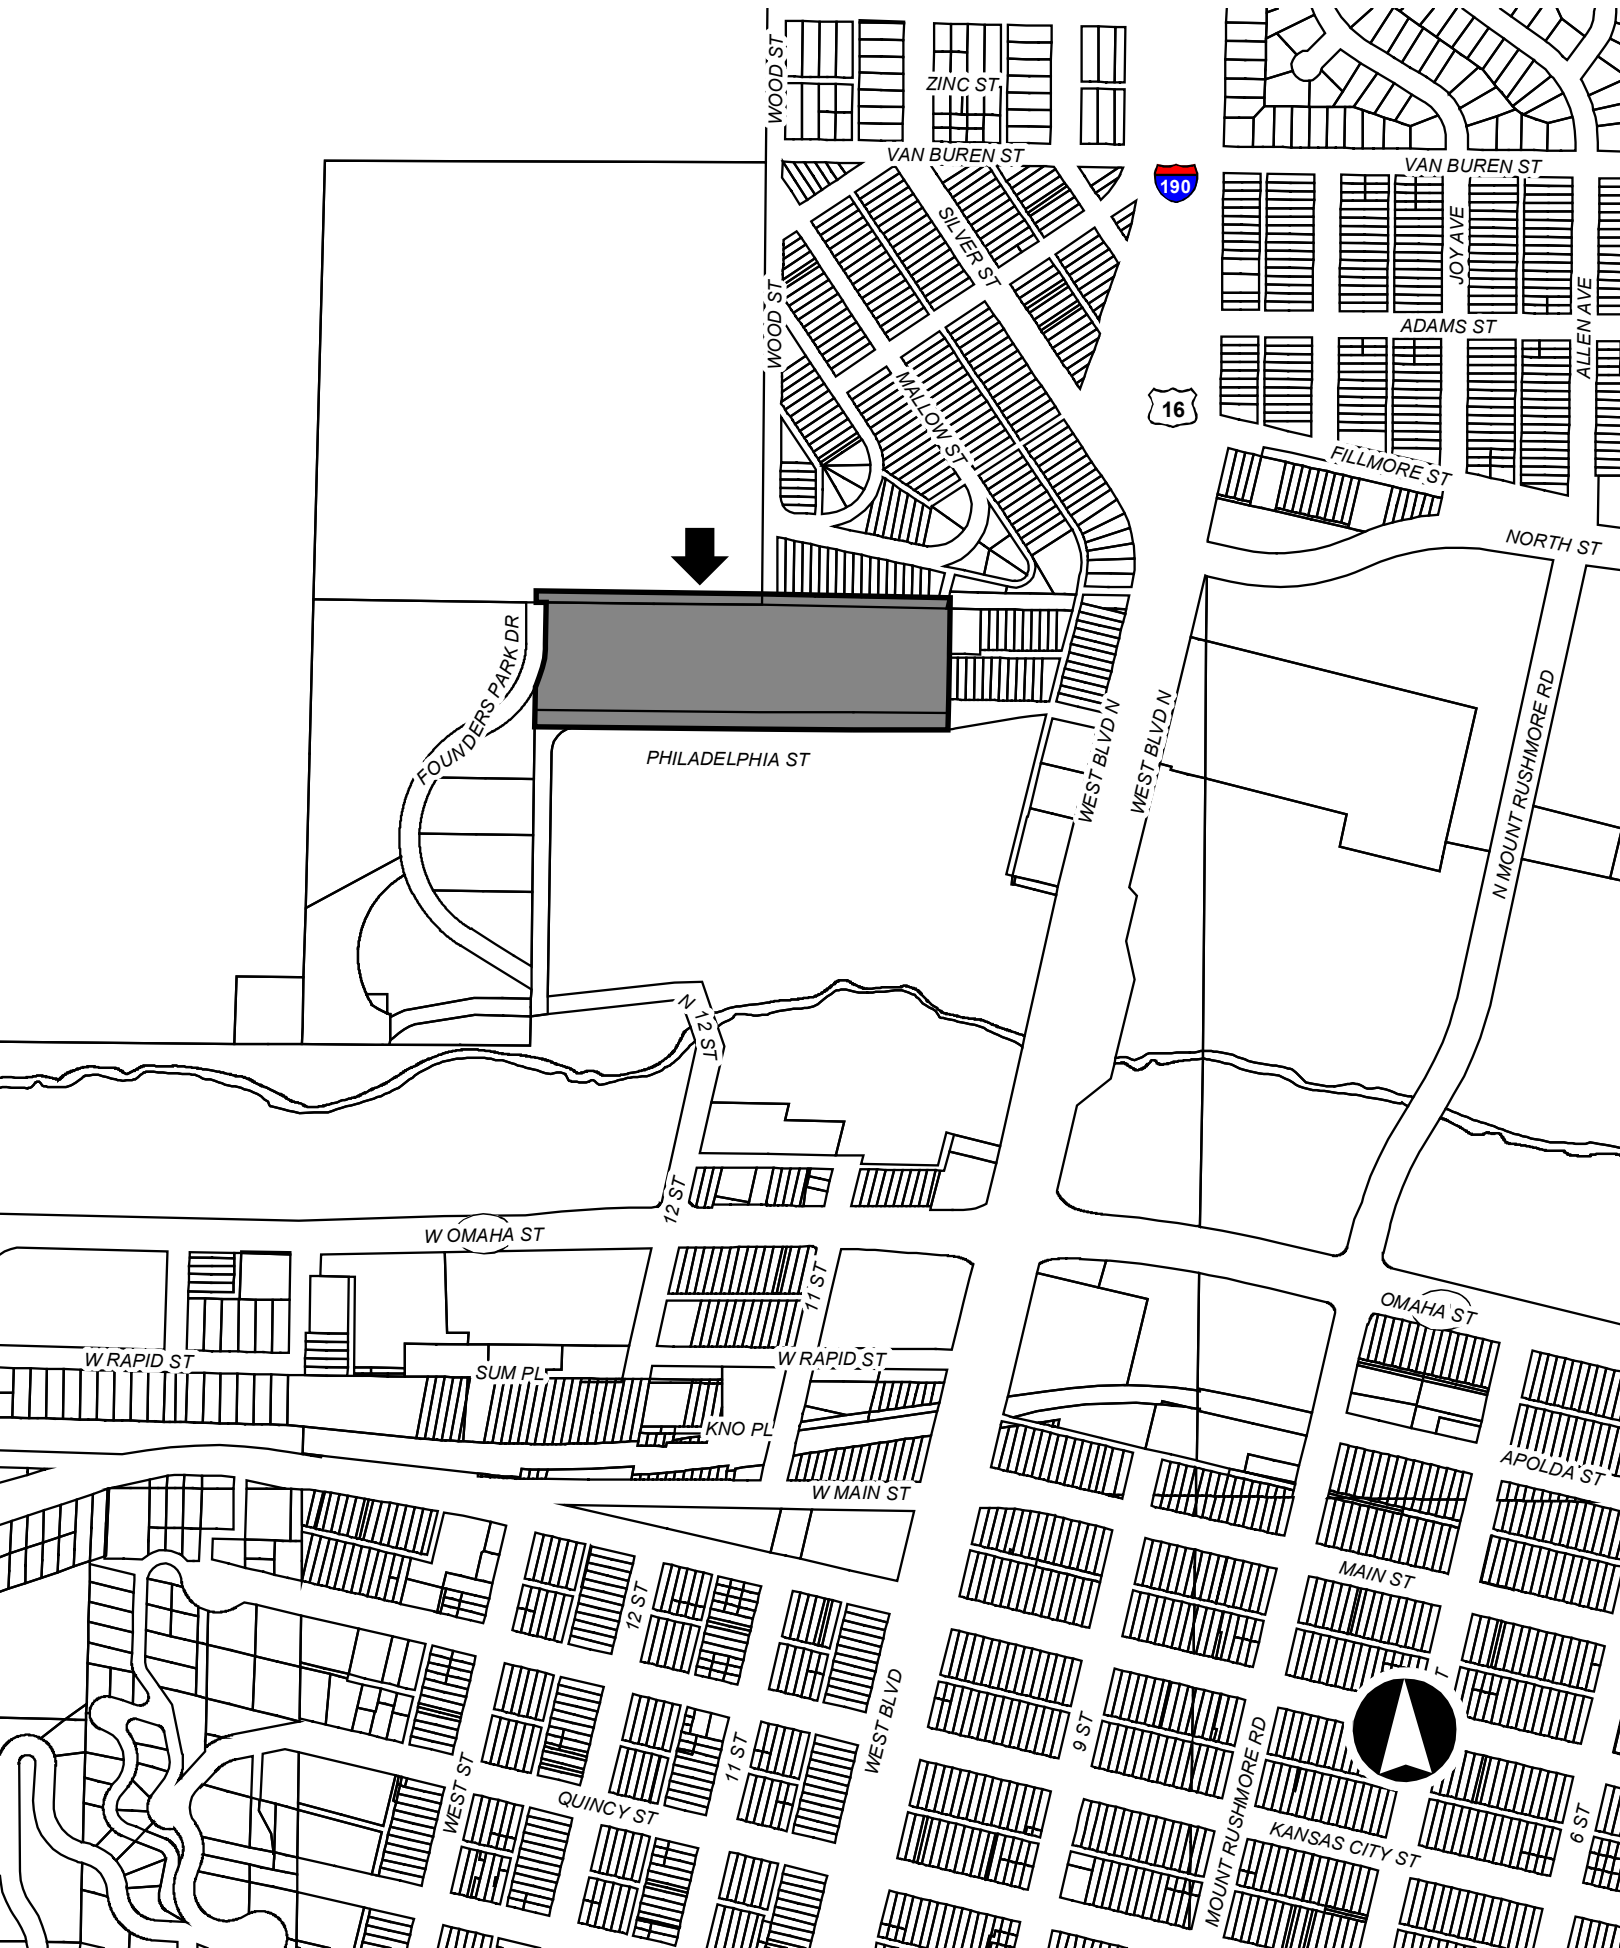 WOOD ST
ZINC ST
VAN BUREN ST
VAN BUREN ST
190
SILVER ST
JOY AVE
WOOD ST
ALLEN AVE
ADAMS ST
MALLOW ST
16
FILLMORE ST
NORTH ST
FOUNDERS PARK DR
PHILADELPHIA ST
WEST BLVD N
WEST BLVD N
N MOUNT RUSHMORE RD
N 12 ST
12 ST
W OMAHA ST
11 ST
OMAHA ST
W RAPID ST
SUM PL
W RAPID ST
KNO PL
W MAIN ST
APOLDA ST
MAIN ST
12 ST
WEST BLVD
9 ST
11 ST
MOUNT RUSHMORE RD
T
WEST ST
QUINCY ST
KANSAS CITY ST
6 ST